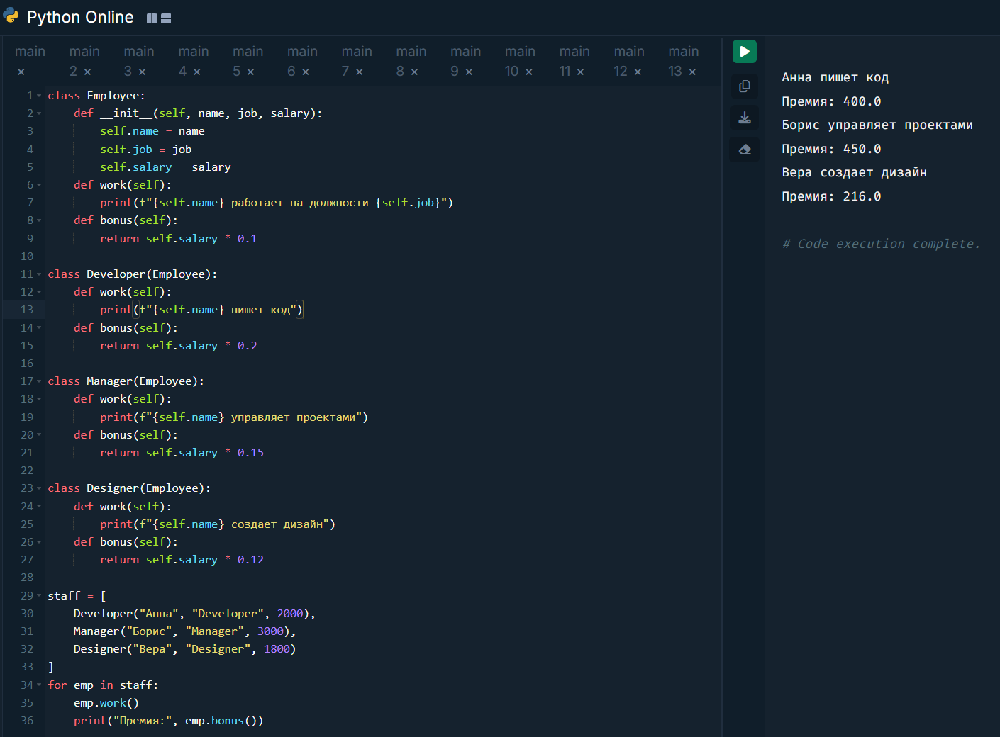 Python Online
main main main main main main main main main main main main main
× 2 × 3 × 4 × 5 × 6 × 7 × 8 × 9 × 10 × 11 × 12 × 13 ×
1 class Employee:
2     def __init__(self, name, job, salary):
3         self.name = name
4         self.job = job
5         self.salary = salary
6     def work(self):
7         print(f"{self.name} работает на должности {self.job}")
8     def bonus(self):
9         return self.salary * 0.1
10
11 class Developer(Employee):
12     def work(self):
13         print(f"{self.name} пишет код")
14     def bonus(self):
15         return self.salary * 0.2
16
17 class Manager(Employee):
18     def work(self):
19         print(f"{self.name} управляет проектами")
20     def bonus(self):
21         return self.salary * 0.15
22
23 class Designer(Employee):
24     def work(self):
25         print(f"{self.name} создает дизайн")
26     def bonus(self):
27         return self.salary * 0.12
28
29 staff = [
30     Developer("Анна", "Developer", 2000),
31     Manager("Борис", "Manager", 3000),
32     Designer("Вера", "Designer", 1800)
33 ]
34 for emp in staff:
35     emp.work()
36     print("Премия:", emp.bonus())
Анна пишет код
Премия: 400.0
Борис управляет проектами
Премия: 450.0
Вера создает дизайн
Премия: 216.0
# Code execution complete.